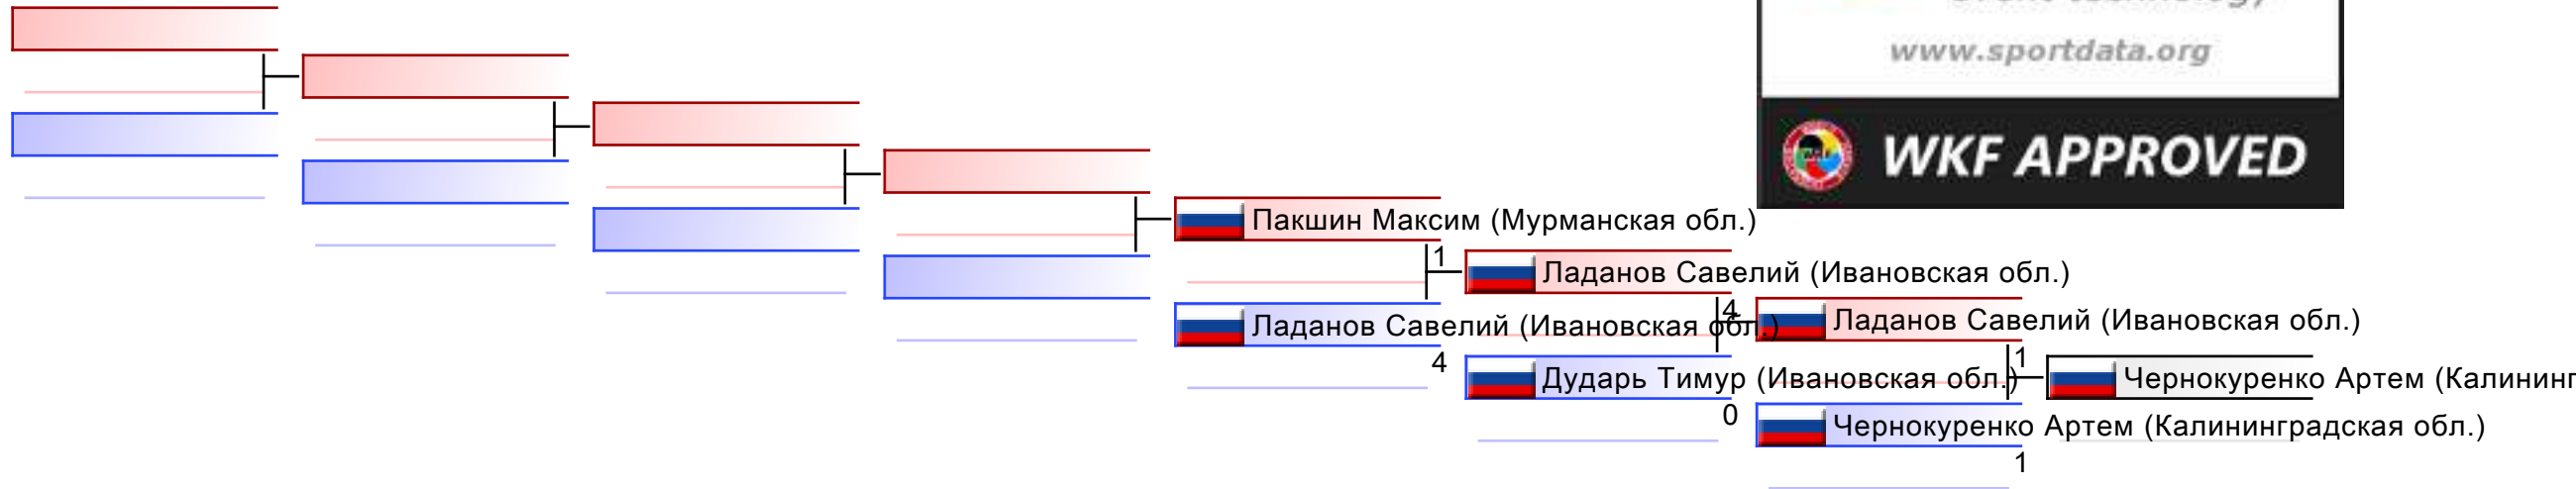 www.sportdata.org
WKF APPROVED
Пакшин Максим (Мурманская обл.)
1
Ладанов Савелий (Ивановская обл.)
4
Ладанов Савелий (Ивановская обл.)
4
Дударь Тимур (Ивановская обл.)
0
Ладанов Савелий (Ивановская обл.)
1
Чернокуренко Артем (Калининградская обл.)
1
Чернокуренко Артем (Калининг